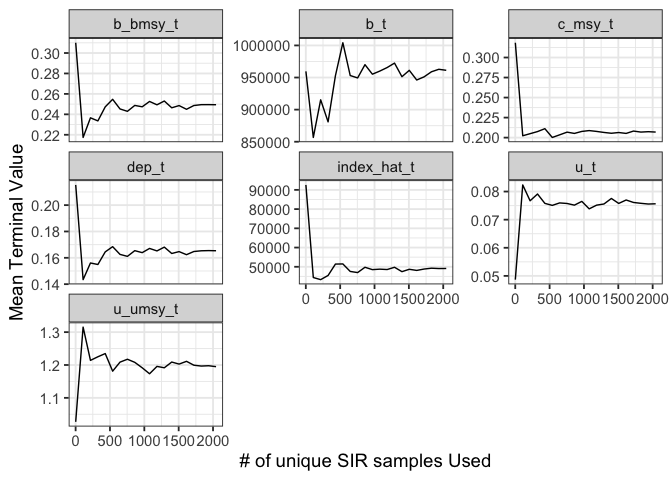 b_bmsy_t
b_t
c_msy_t
0.30
0.28
0.26
0.24
0.22
1000000
950000
900000
850000
0.300
0.275
0.250
0.225
0.200
dep_t
index_hat_t
u_t
0.20
0.18
0.16
0.14
90000
80000
70000
60000
50000
0.08
0.07
0.06
0.05
0 500 1000 1500 2000
0 500 1000 1500 2000
u_umsy_t
1.3
1.2
1.1
0 500 1000 1500 2000
Mean Terminal Value
# of unique SIR samples Used